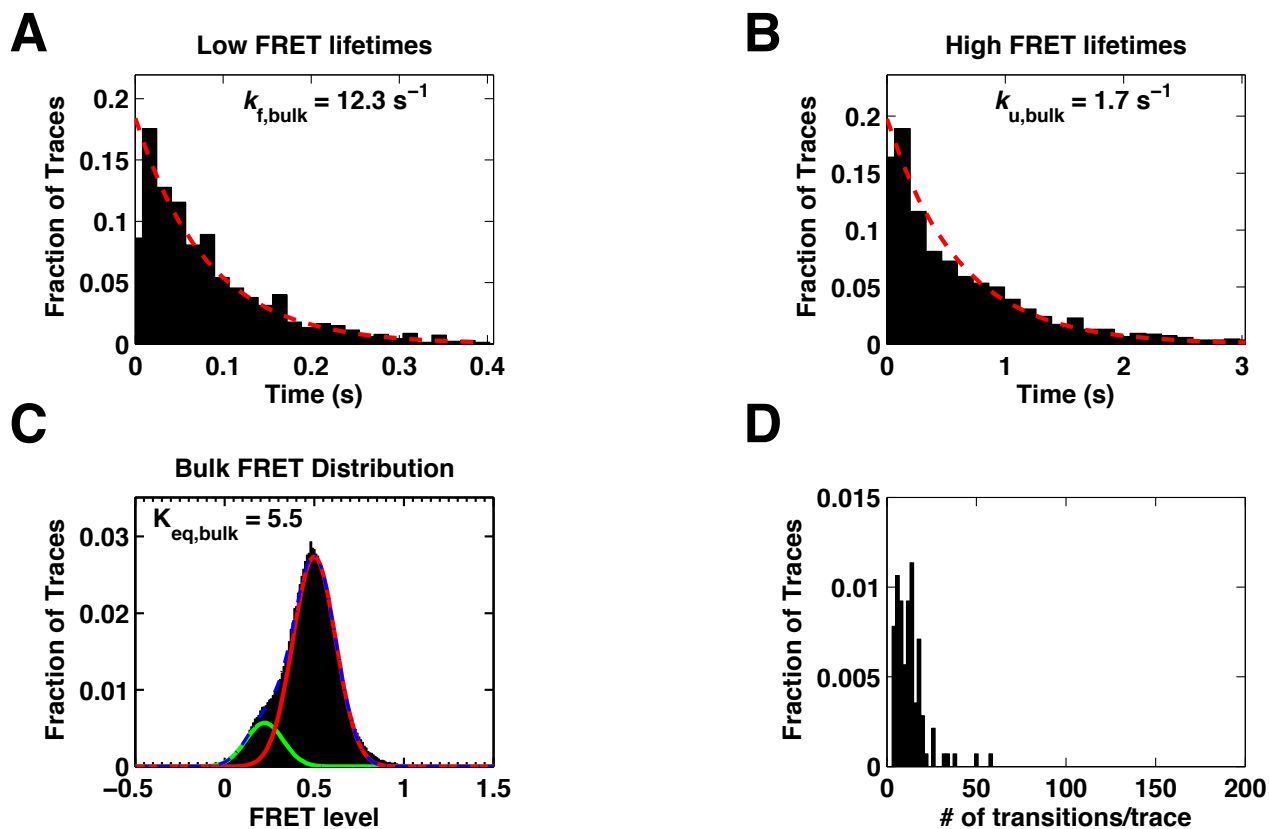 A
Low FRET lifetimes
k f,bulk = 12.3 s−1
Fraction of Traces
0.2
0.15
0.1
0.05
0
0 0.1 0.2 0.3 0.4
Time (s)
B
High FRET lifetimes
k u,bulk = 1.7 s−1
Fraction of Traces
0.2
0.15
0.1
0.05
0
0 1 2 3
Time (s)
C
Bulk FRET Distribution
K eq,bulk = 5.5
Fraction of Traces
0.03
0.02
0.01
0
−0.5 0 0.5 1 1.5
FRET level
D
Fraction of Traces
0.015
0.01
0.005
0
0 50 100 150 200
# of transitions/trace